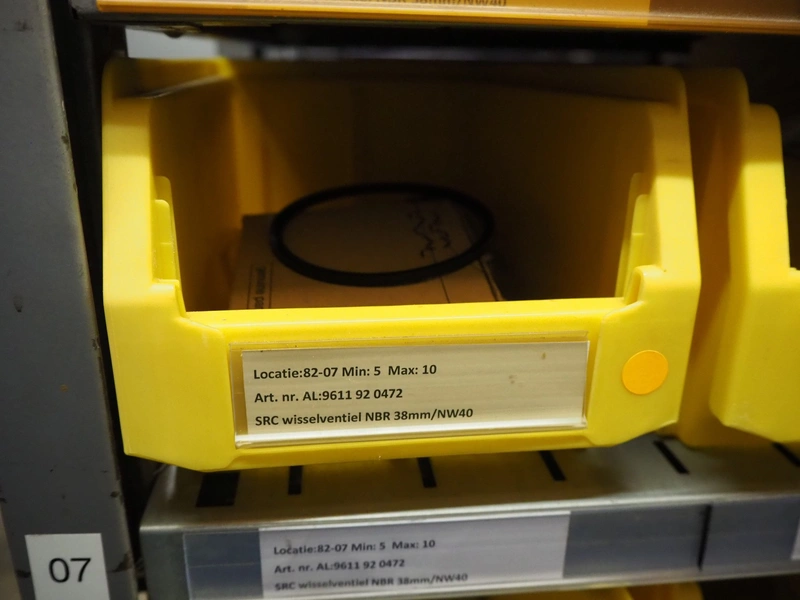 Locatie:82-07 Min: 5 Max: 10
Art. nr. AL:9611 92 0472
SRC wisselventiel NBR 38mm/NW40
Locatie:82-07 Min: 5 Max: 10
Art. nr. AL:9611 92 0472
SRC wisselventiel NBR 38mm/NW40
07